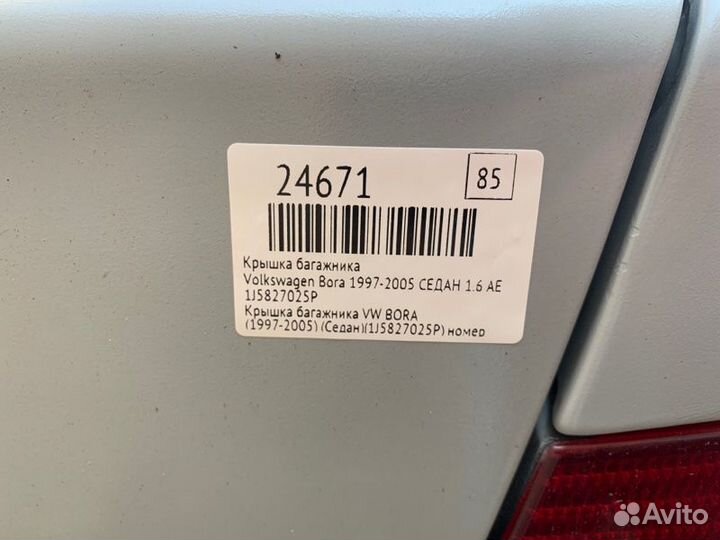 24671
85
Крышка багажника
Volkswagen Bora 1997-2005 СЕДАН 1.6 AE
1J5827025P
Крышка багажника VW BORA
(1997-2005) (Седан)(1J5827025P) номер
Avito